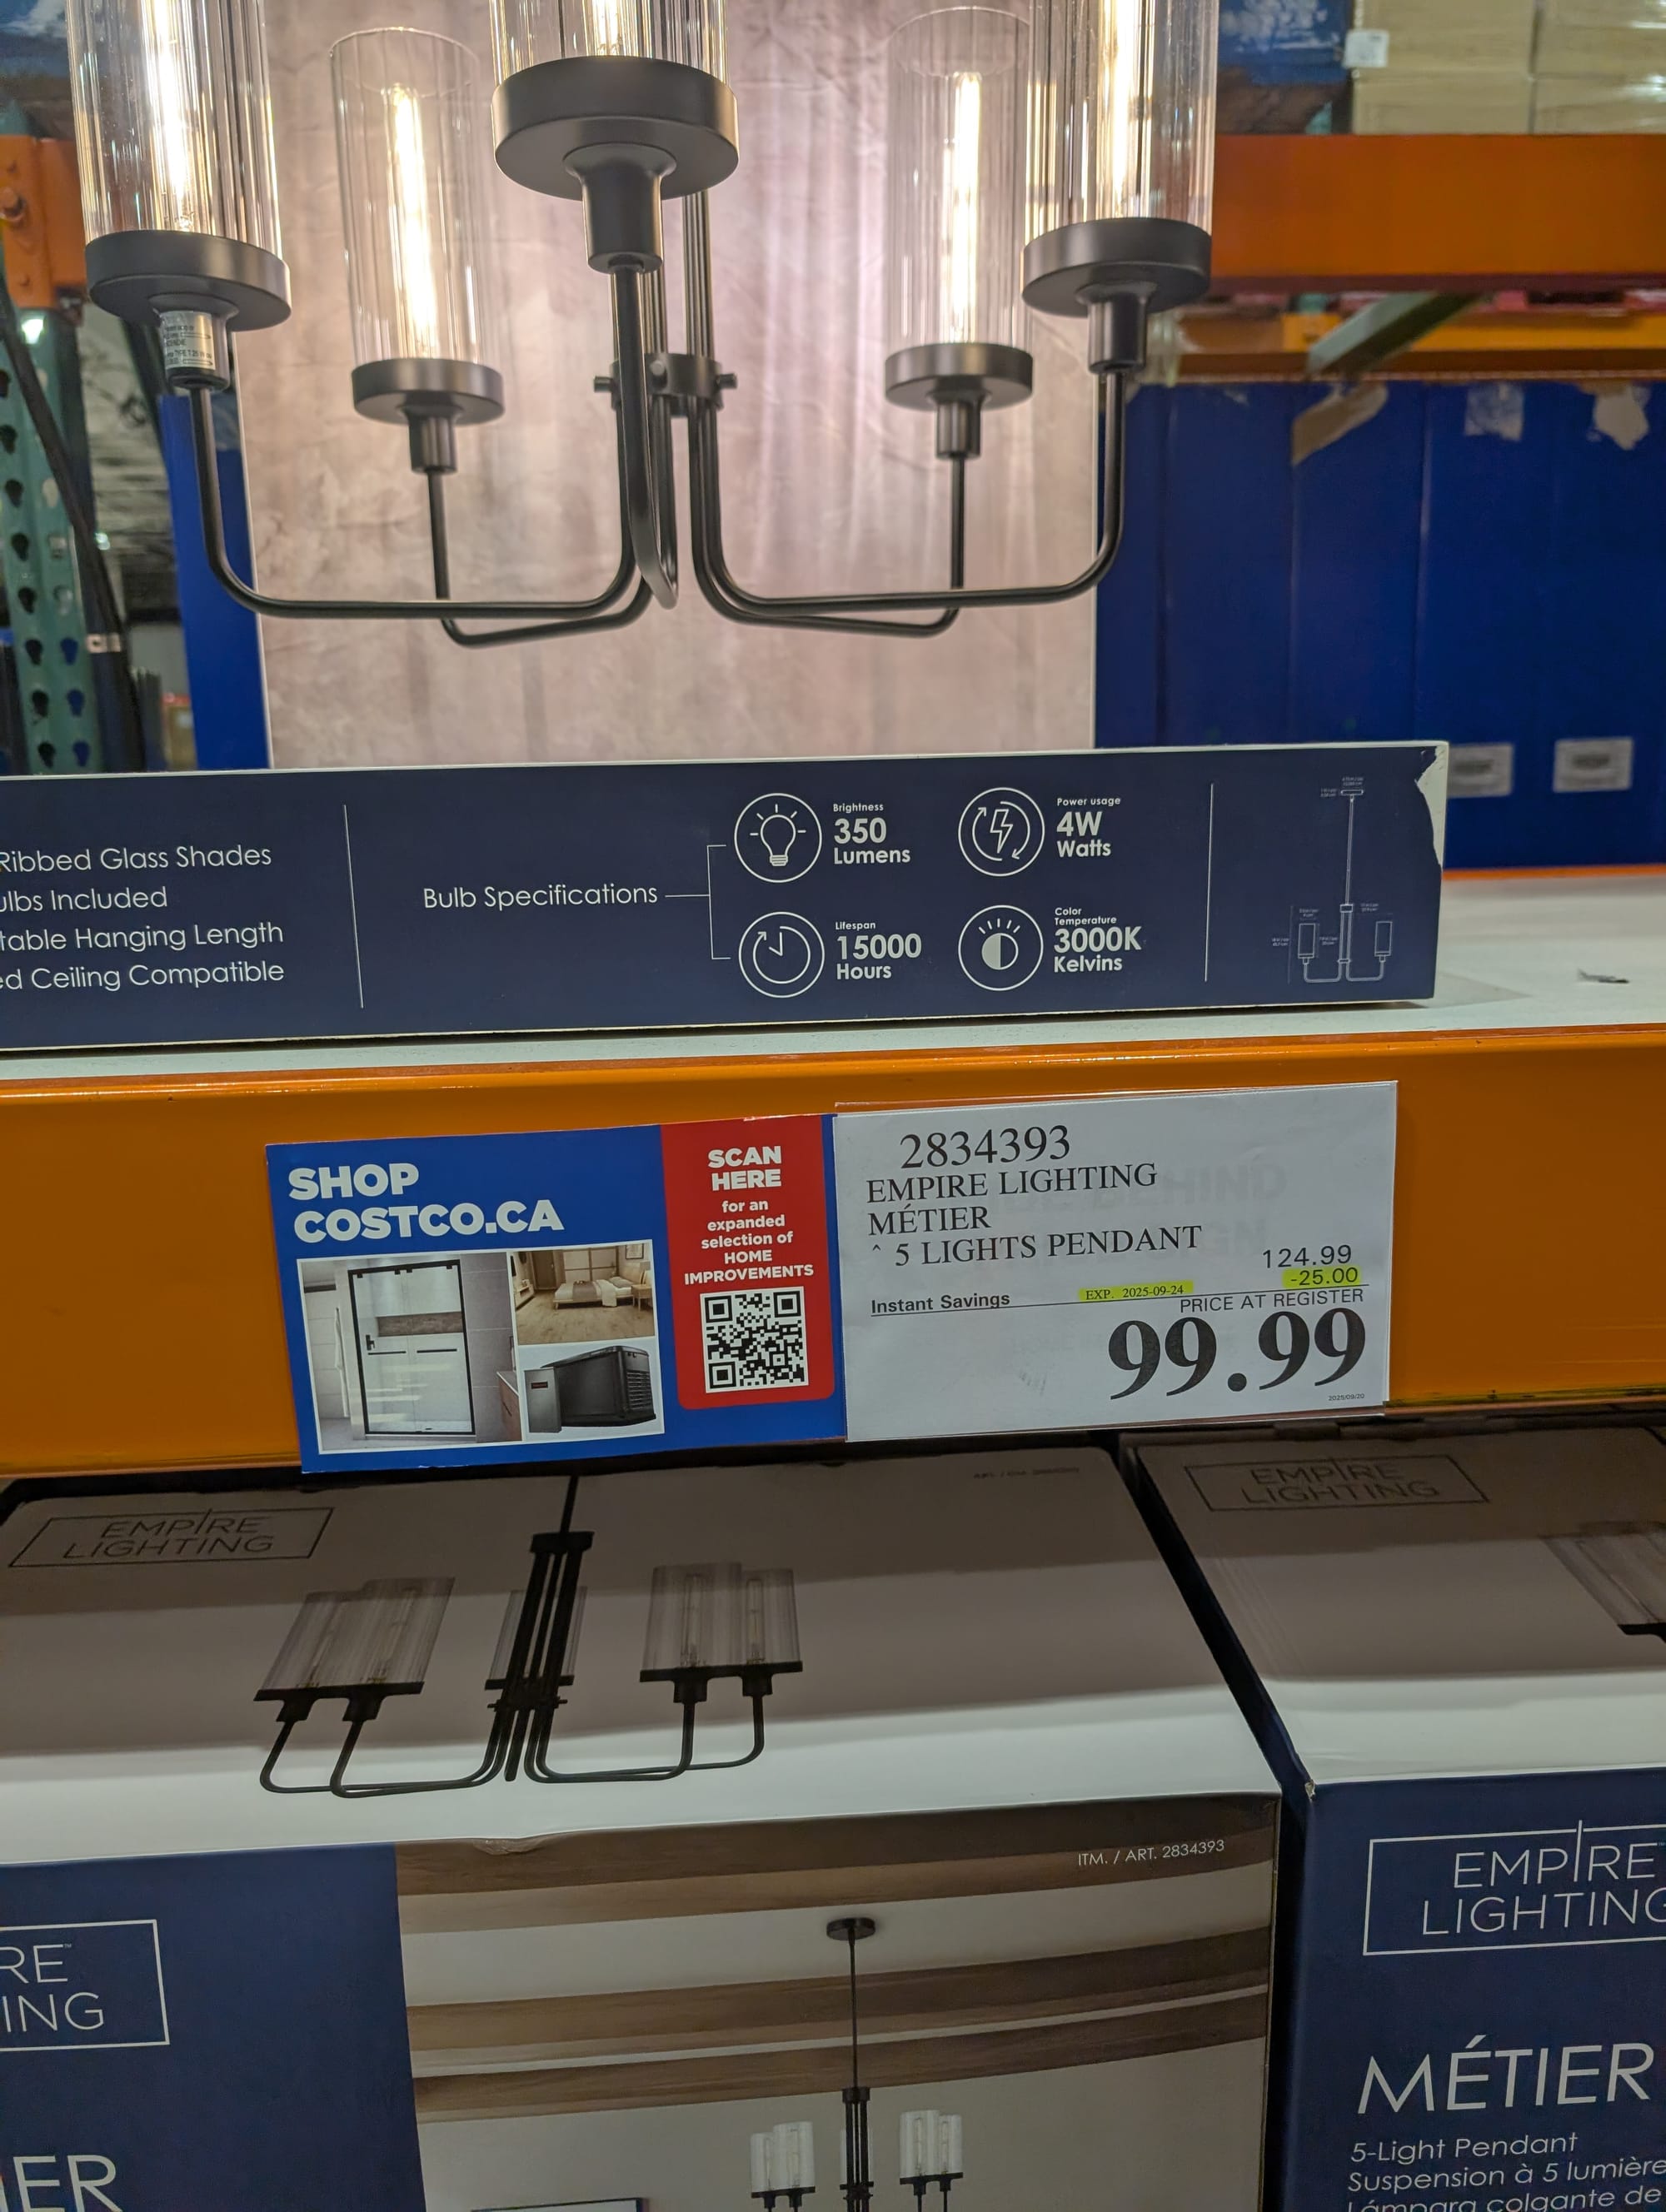 Ribbed Glass Shades
ulbs Included
table Hanging Length
ed Ceiling Compatible
Bulb Specifications
Brightness
350
Lumens
Power usage
4W
Watts
Lifespan
15000
Hours
Color
Temperature
3000K
Kelvins
SHOP
COSTCO.CA
SCAN
HERE
for an
expanded
selection of
HOME
IMPROVEMENTS
2834393
EMPIRE LIGHTING
MÉTIER
^ 5 LIGHTS PENDANT
124.99
-25.00
Instant Savings
EXP. 2025-09-24
PRICE AT REGISTER
99.99
2025/09/20
EMPIRE
LIGHTING
EMPIRE
LIGHTING
ITM. / ART. 2834393
RE
ING
ER
EMPIRE
LIGHTING
MÉTIER
5-Light Pendant
Suspension à 5 lumière
Lámpara colgante de